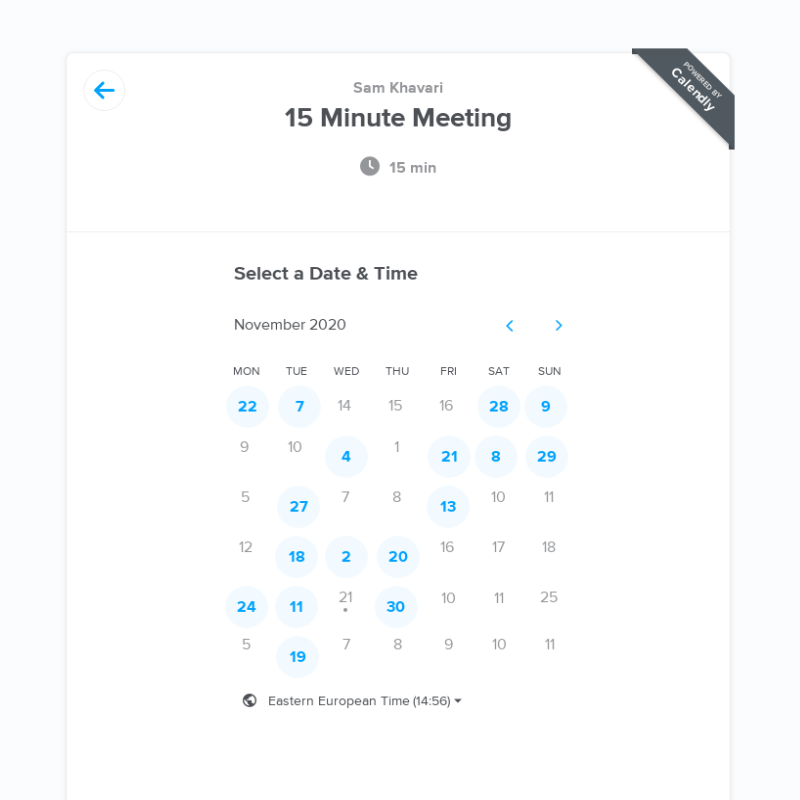 Sam Khavari
15 Minute Meeting
POWERED BY
Calendly
15 min
Select a Date & Time
November 2020
MON TUE WED THU FRI SAT SUN
22 7 14 15 16 28 9
9 10 4 1 21 8 29
5 27 7 8 13 10 11
12 18 2 20 16 17 18
24 11 21 30 10 11 25
5 19 7 8 9 10 11
Eastern European Time (14:56)